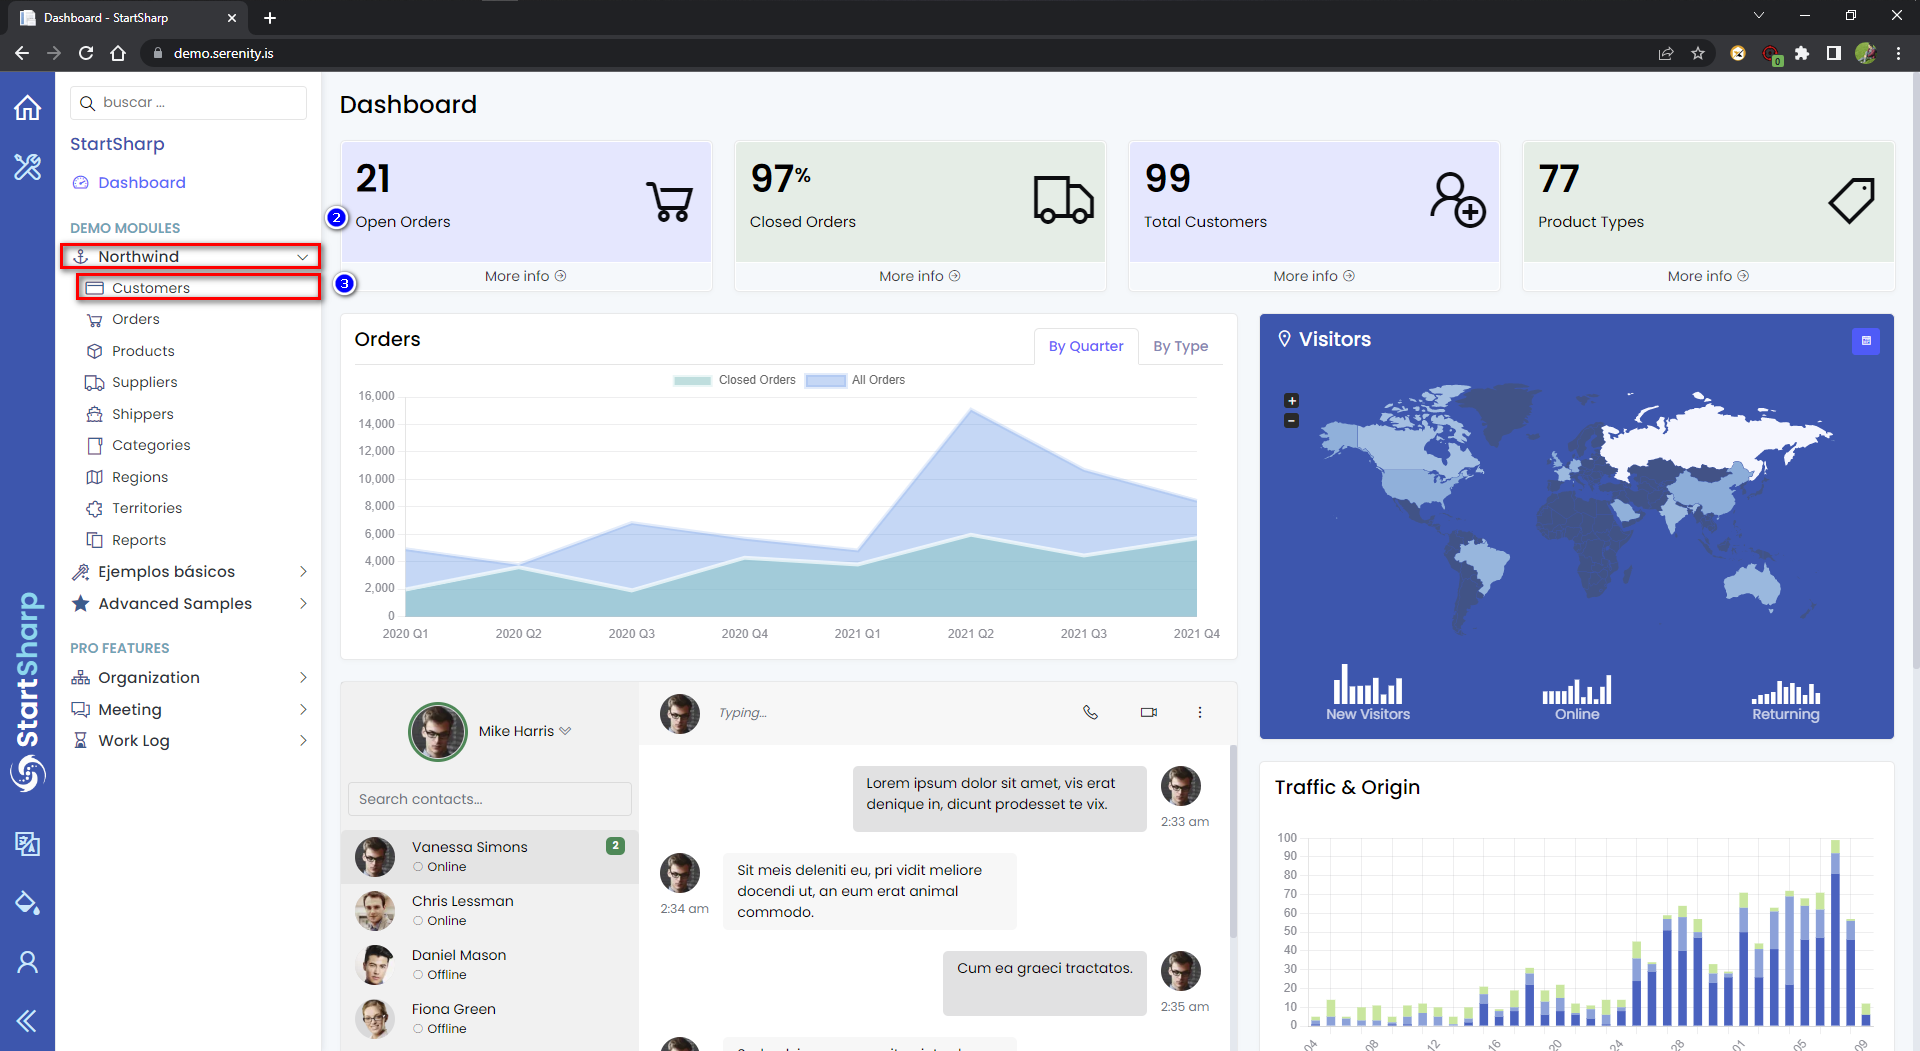 Dashboard - StartSharp
demo.serenity.is
0
buscar ...
StartSharp
Dashboard
DEMO MODULES
Northwind
Customers
Orders
Products
Suppliers
Shippers
Categories
Regions
Territories
Reports
Ejemplos básicos
Advanced Samples
PRO FEATURES
Organization
Meeting
Work Log
StartSharp
2
3
Dashboard
21
Open Orders
More info
97%
Closed Orders
More info
99
Total Customers
More info
77
Product Types
More info
Orders
By Quarter
By Type
Closed Orders
All Orders
16,000
14,000
12,000
10,000
8,000
6,000
4,000
2,000
0
2020 Q1
2020 Q2
2020 Q3
2020 Q4
2021 Q1
2021 Q2
2021 Q3
2021 Q4
Visitors
+
-
New Visitors
Online
Returning
Mike Harris
Search contacts...
Vanessa Simons
2
Online
Chris Lessman
Online
Daniel Mason
Offline
Fiona Green
Offline
Typing...
Lorem ipsum dolor sit amet, vis erat
denique in, dicunt prodesset te vix.
2:33 am
Sit meis deleniti eu, pri vidit meliore
docendi ut, an eum erat animal
commodo.
2:34 am
Cum ea graeci tractatos.
2:35 am
Traffic & Origin
100
90
80
70
60
50
40
30
20
10
0
04
08
12
16
20
24
28
01
05
09